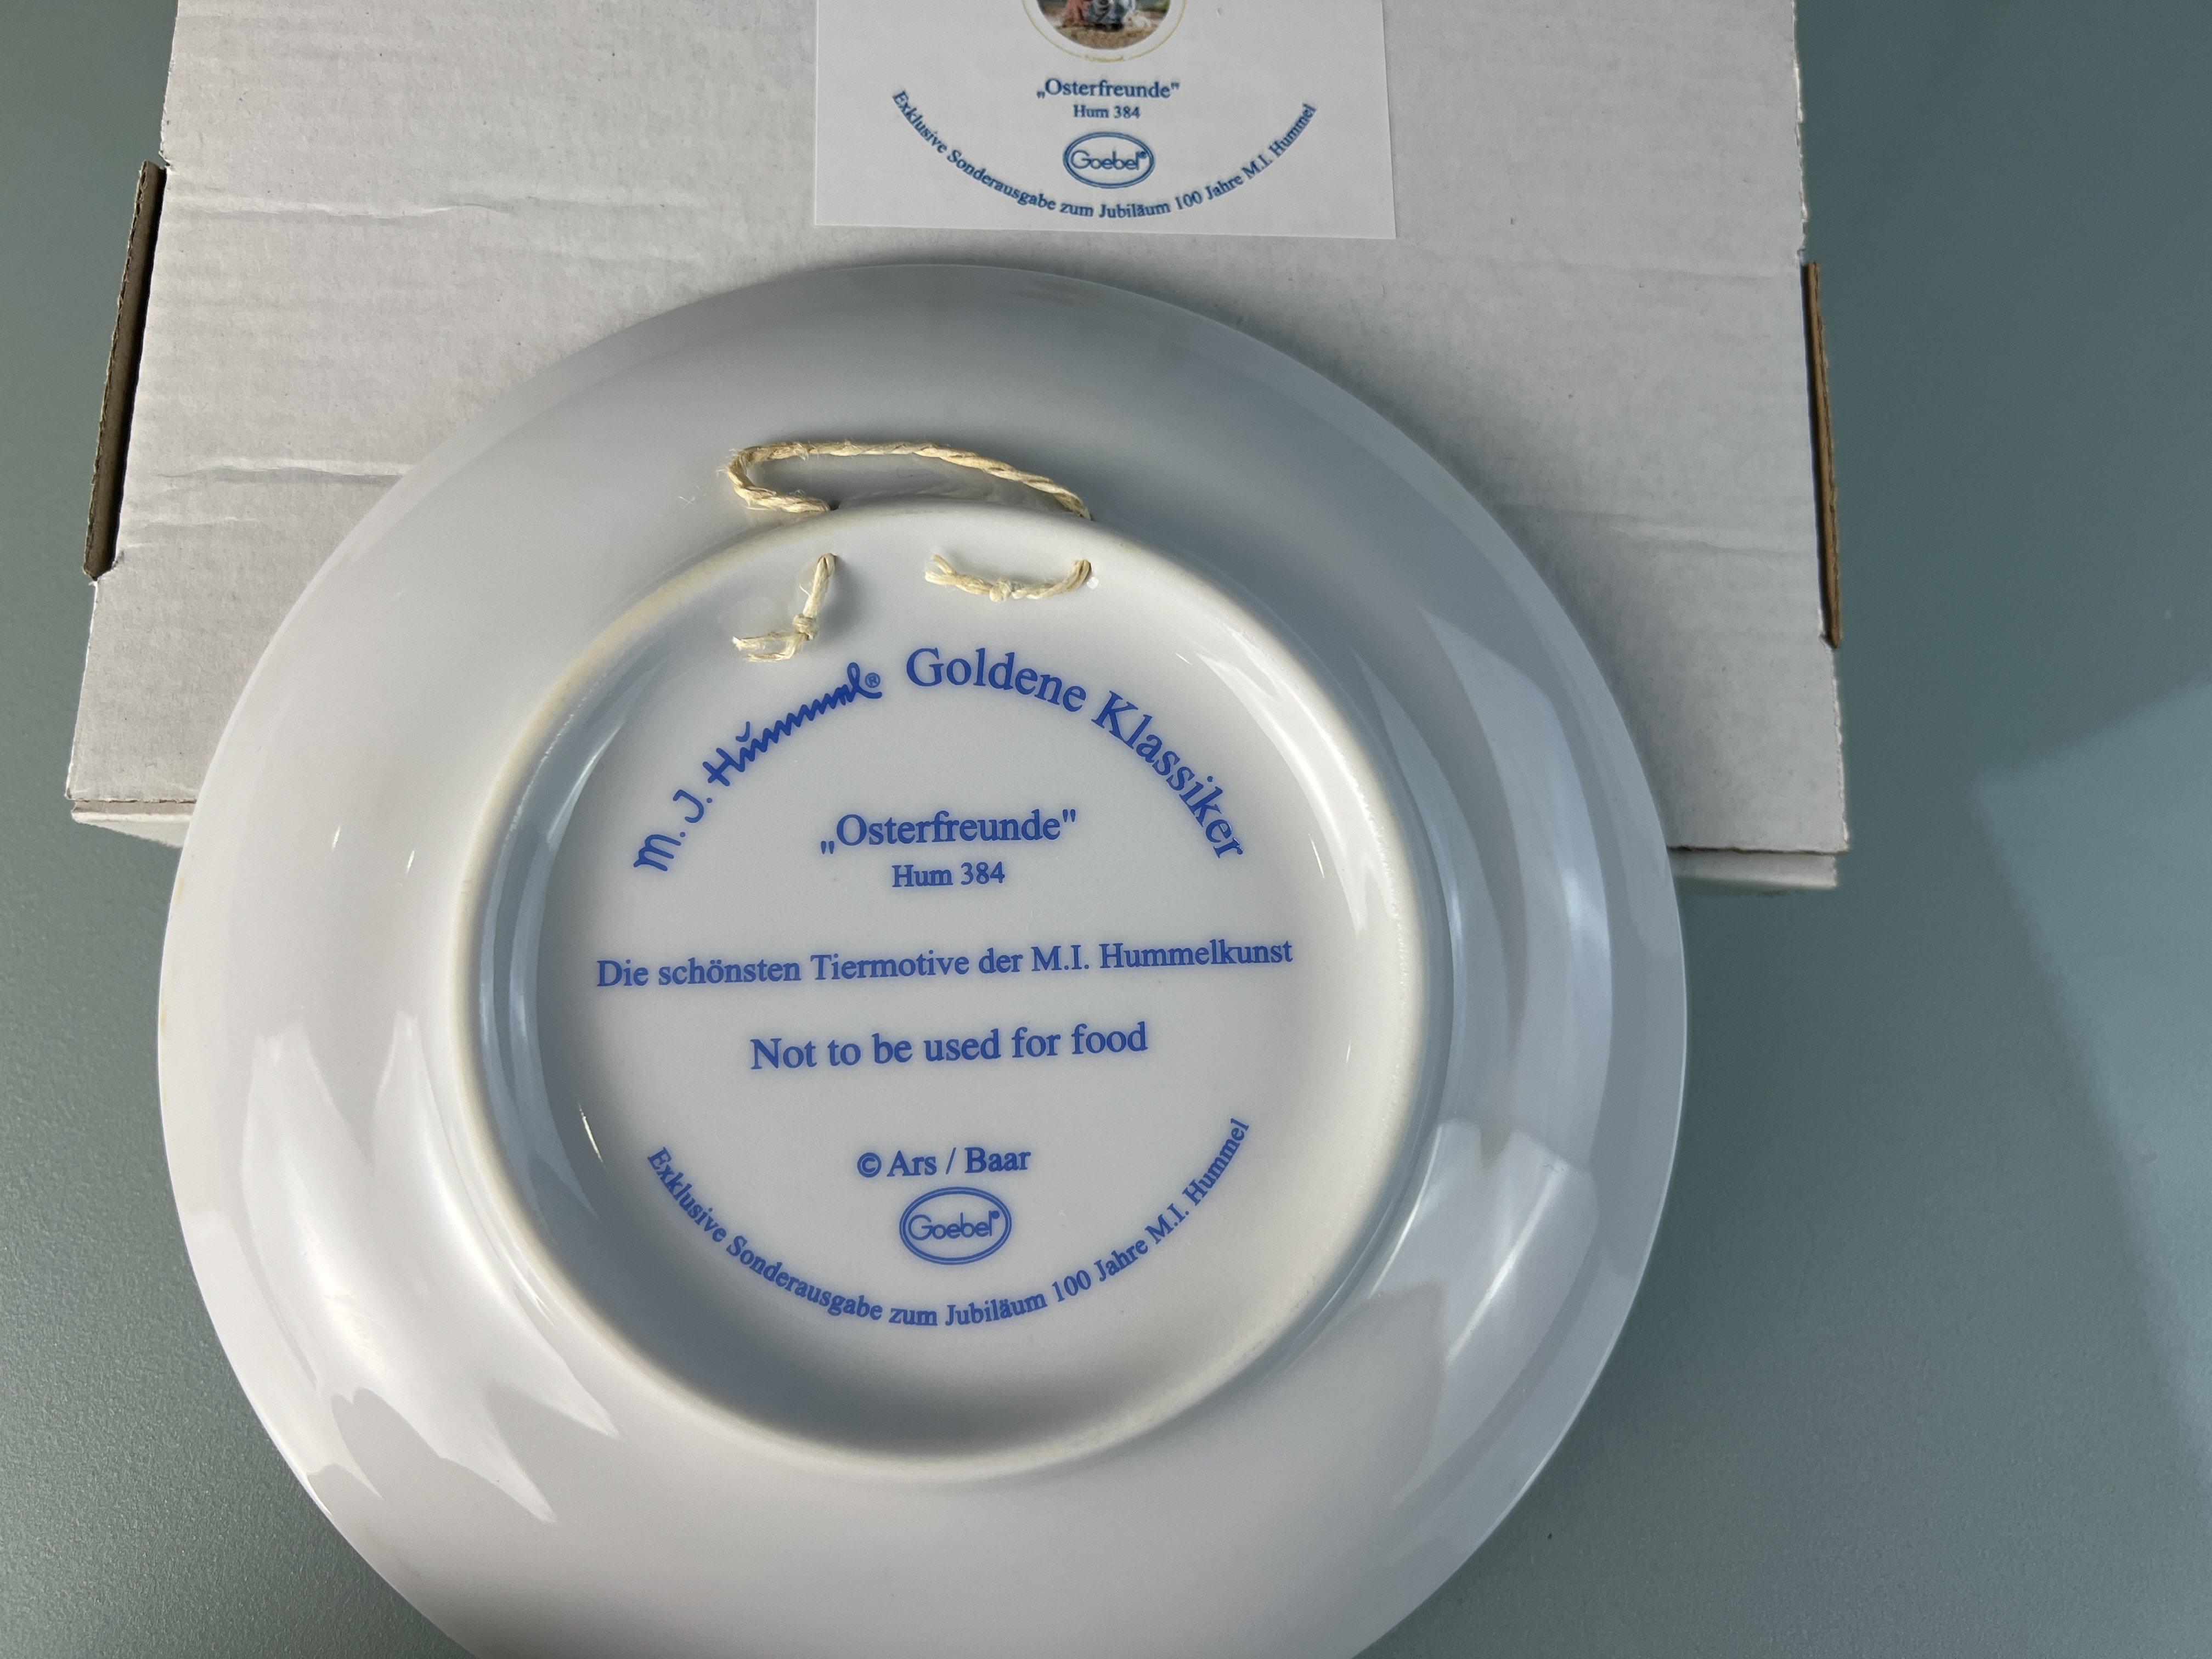 „Osterfreunde"
Hum 384
Goebel®
Exklusive Sonderausgabe zum Jubiläum 100 Jahre M.I. Hummel
M. J. Hummel® Goldene Klassiker
„Osterfreunde"
Hum 384
Die schönsten Tiermotive der M.I. Hummelkunst
Not to be used for food
© Ars / Baar
Goebel®
Exklusive Sonderausgabe zum Jubiläum 100 Jahre M.I. Hummel